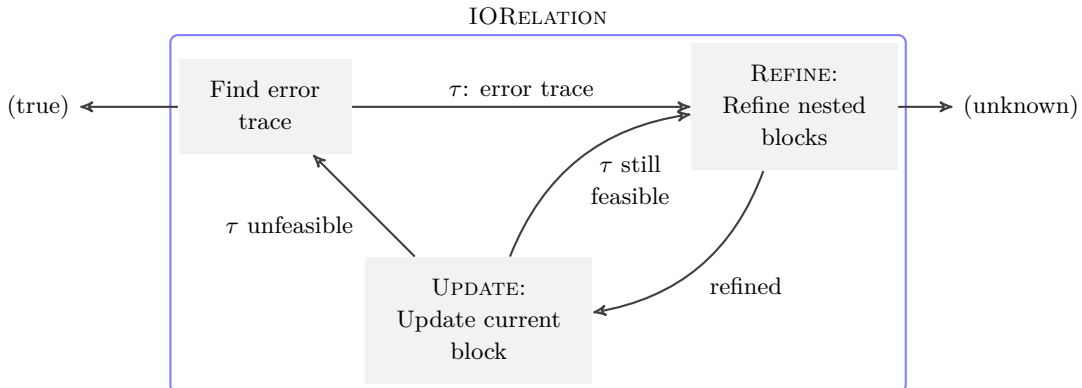 IORELATION
Find error
trace
(true)
τ: error trace
REFINE:
Refine nested
blocks
(unknown)
τ still
feasible
τ unfeasible
UPDATE:
Update current
block
refined